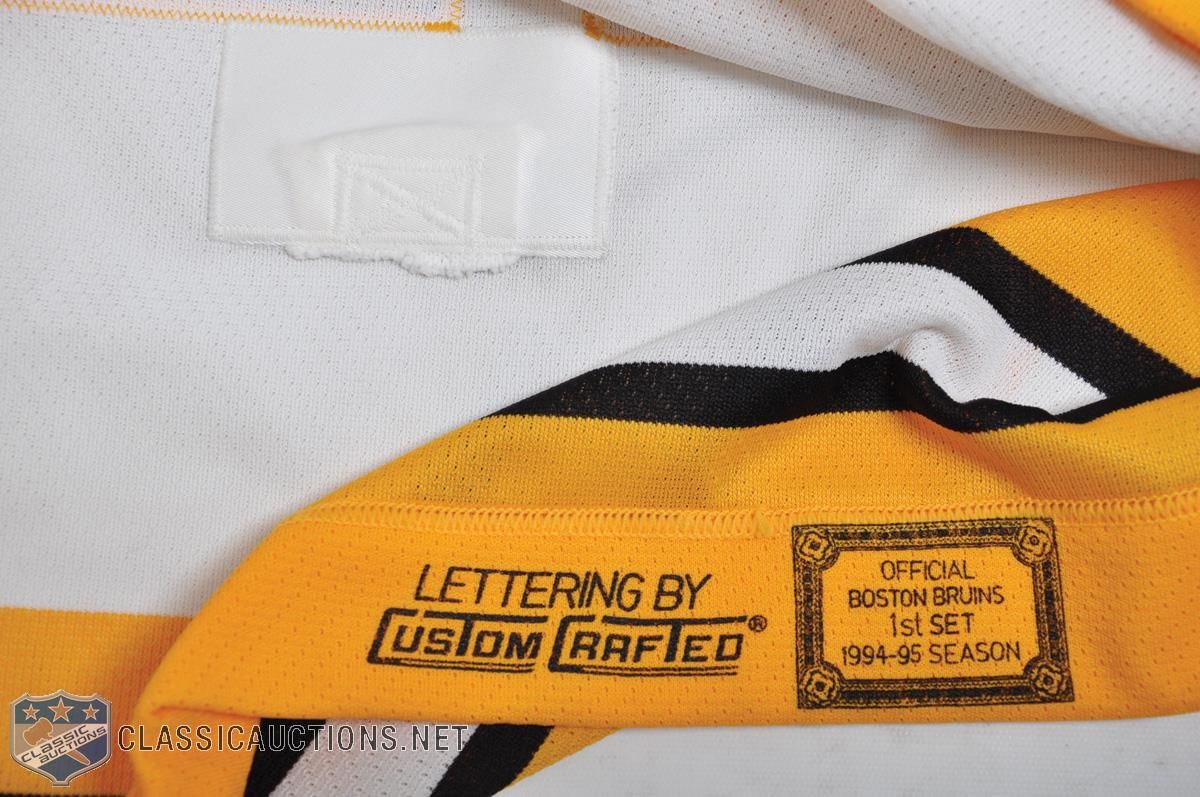 LETTERING BY
CUSTOM CRAFTED®
OFFICIAL
BOSTON BRUINS
1st SET
1994-95 SEASON
CLASSIC
AUCTIONS
CLASSICAUCTIONS.NET